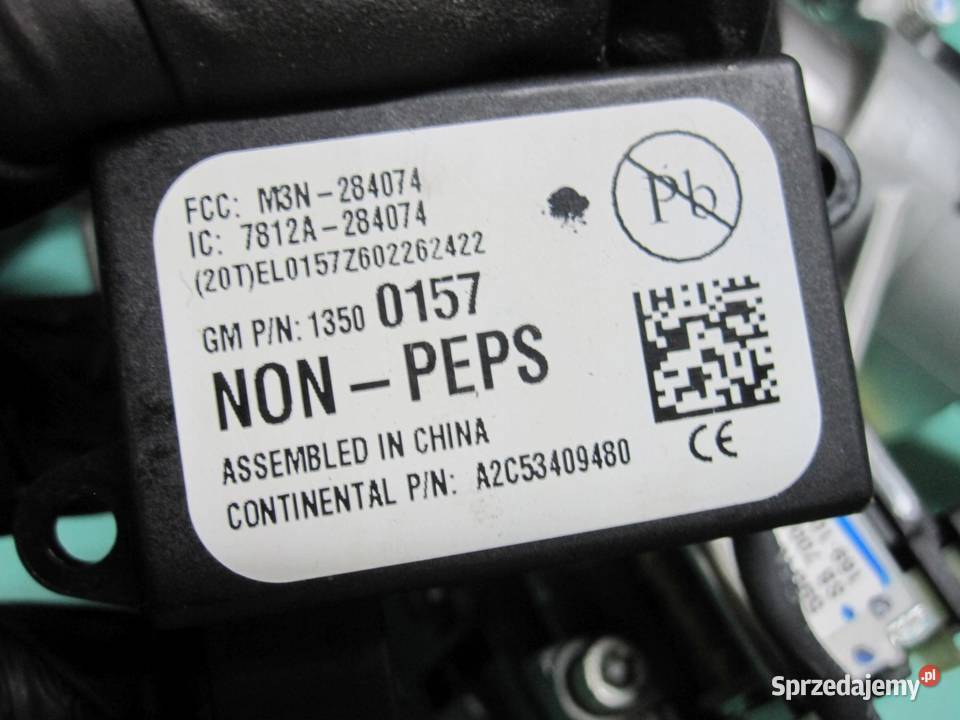 FCC: M3N-284074
IC: 7812A-284074
(20T)EL0157Z602262422
GM P/N: 1350 0157
NON-PEPS
ASSEMBLED IN CHINA
CONTINENTAL P/N: A2C53409480
Pb
CE
Sprzedajemy.pl